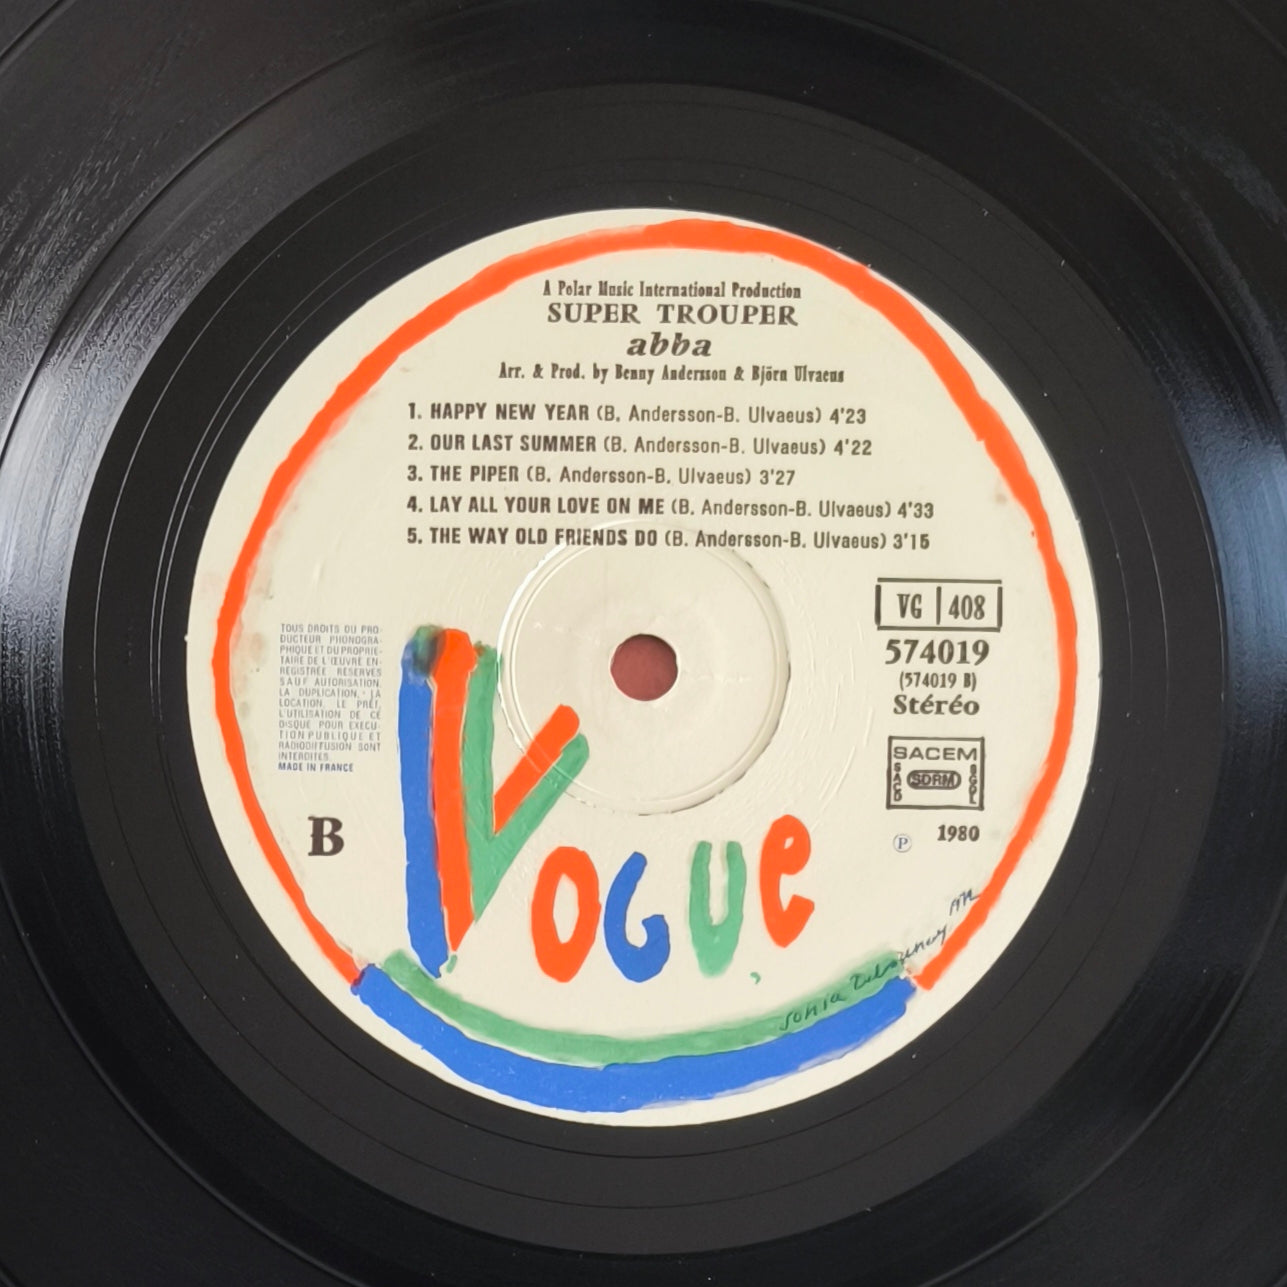 A Polar Music International Production
SUPER TROUPER
abba
Arr. & Prod. by Benny Andersson & Björn Ulvaeus
1. HAPPY NEW YEAR (B. Andersson-B. Ulvaeus) 4'23
2. OUR LAST SUMMER (B. Andersson-B. Ulvaeus) 4'22
3. THE PIPER (B. Andersson-B. Ulvaeus) 3'27
4. LAY ALL YOUR LOVE ON ME (B. Andersson-B. Ulvaeus) 4'33
5. THE WAY OLD FRIENDS DO (B. Andersson-B. Ulvaeus) 3'15
VG 408
574019
(574019 B)
Stéréo
TOUS DROITS DU PRO-
DUCTEUR PHONOGRA-
PHIQUE ET DU PROPRIE-
TAIRE DE L'ŒUVRE EN-
REGISTRÉE RESERVES
SAUF AUTORISATION,
LA DUPLICATION, LA
LOCATION, LE PRÊT,
L'UTILISATION DE CE
DISQUE POUR EXECU-
TION PUBLIQUE ET
RADIODIFFUSION SONT
INTERDITES.
MADE IN FRANCE
SACEM
SACD SDRM SGDL
B
Ⓟ 1980
VOGUE
sonia Delaunay